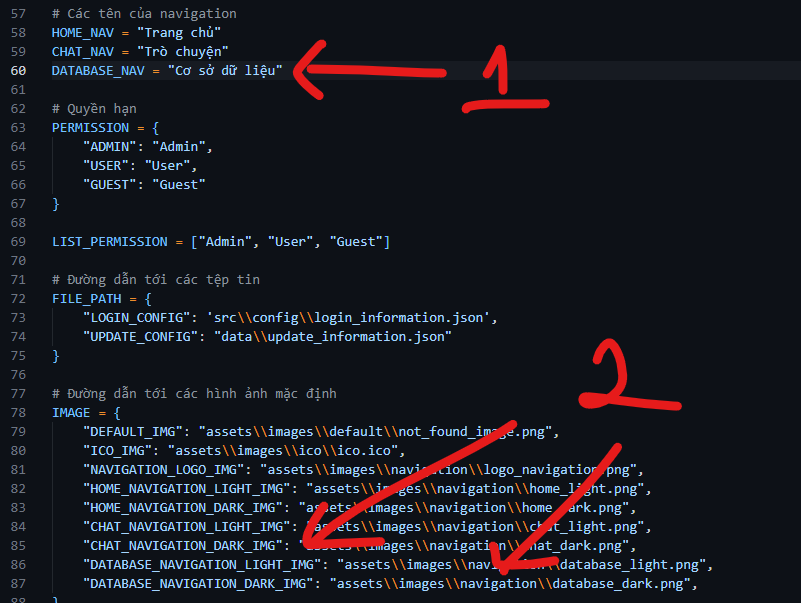 57 # Các tên của navigation
58 HOME_NAV = "Trang chủ"
59 CHAT_NAV = "Trò chuyện"
60 DATABASE_NAV = "Cơ sở dữ liệu"
1
61
62 # Quyền hạn
63 PERMISSION = {
64 "ADMIN": "Admin",
65 "USER": "User",
66 "GUEST": "Guest"
67 }
68
69 LIST_PERMISSION = ["Admin", "User", "Guest"]
70
71 # Đường dẫn tới các tệp tin
72 FILE_PATH = {
73 "LOGIN_CONFIG": 'src\\config\\login_information.json',
74 "UPDATE_CONFIG": "data\\update_information.json"
75 }
76
2
77 # Đường dẫn tới các hình ảnh mặc định
78 IMAGE = {
79 "DEFAULT_IMG": "assets\\images\\default\\not_found_image.png",
80 "ICO_IMG": "assets\\images\\ico\\ico.ico",
81 "NAVIGATION_LOGO_IMG": "assets\\images\\navigation\\logo_navigation.png",
82 "HOME_NAVIGATION_LIGHT_IMG": "assets\\images\\navigation\\home_light.png",
83 "HOME_NAVIGATION_DARK_IMG": "assets\\images\\navigation\\home_dark.png",
84 "CHAT_NAVIGATION_LIGHT_IMG": "assets\\images\\navigation\\chat_light.png",
85 "CHAT_NAVIGATION_DARK_IMG": "assets\\images\\navigation\\chat_dark.png",
86 "DATABASE_NAVIGATION_LIGHT_IMG": "assets\\images\\navigation\\database_light.png",
87 "DATABASE_NAVIGATION_DARK_IMG": "assets\\images\\navigation\\database_dark.png",
88 }